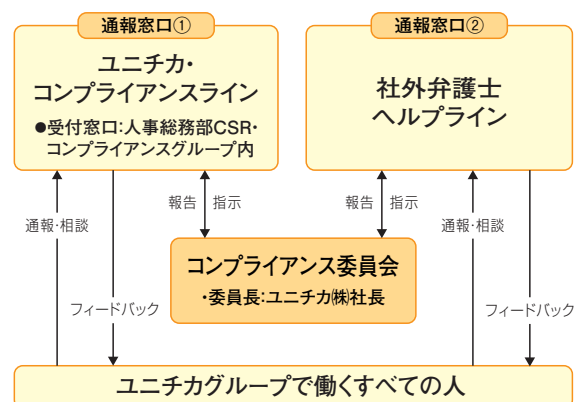 通報窓口①
ユニチカ・
コンプライアンスライン
●受付窓口:人事総務部CSR・
コンプライアンスグループ内
通報窓口②
社外弁護士
ヘルプライン
通報・相談
報告
指示
報告
指示
通報・相談
コンプライアンス委員会
・委員長:ユニチカ㈱社長
フィードバック
フィードバック
ユニチカグループで働くすべての人